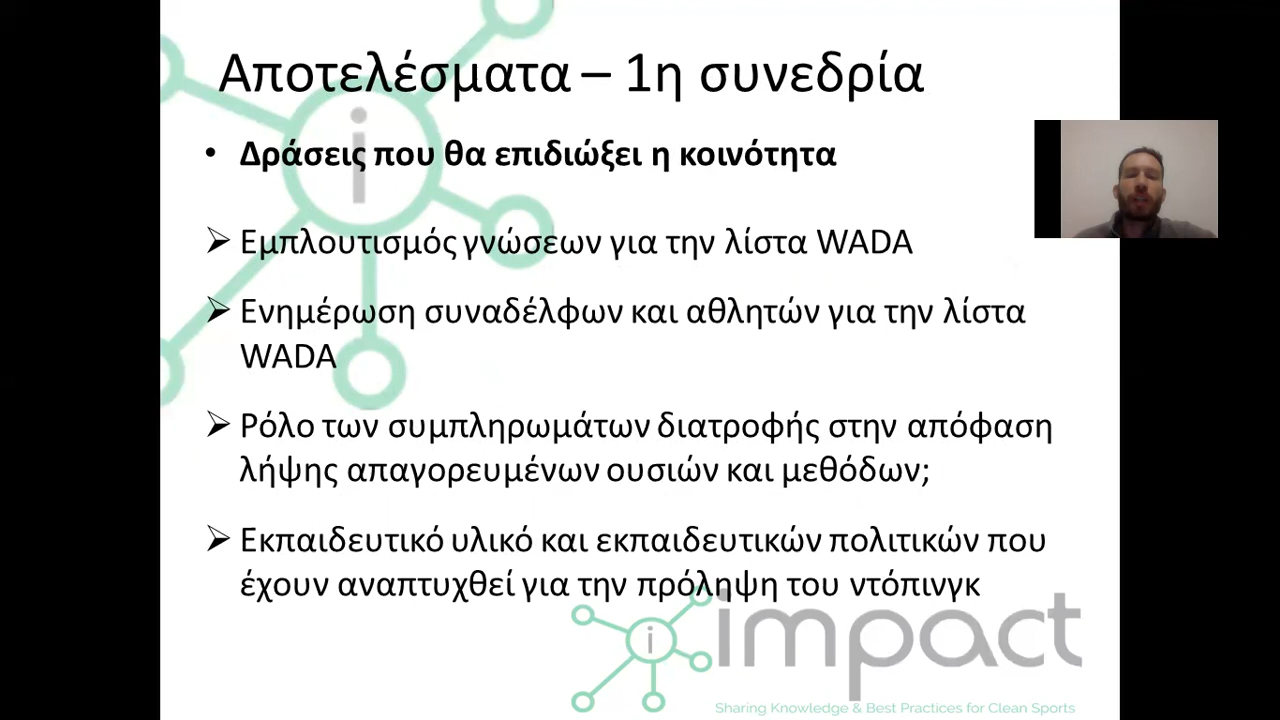 Αποτελέσματα – 1η συνεδρία
• Δράσεις που θα επιδιώξει η κοινότητα
➢ Εμπλουτισμός γνώσεων για την λίστα WADA
➢ Ενημέρωση συναδέλφων και αθλητών για την λίστα
WADA
➢ Ρόλο των συμπληρωμάτων διατροφής στην απόφαση
λήψης απαγορευμένων ουσιών και μεθόδων;
➢ Εκπαιδευτικό υλικό και εκπαιδευτικών πολιτικών που
έχουν αναπτυχθεί για την πρόληψη του ντόπινγκ
i impact
Sharing Knowledge & Best Practices for Clean Sports